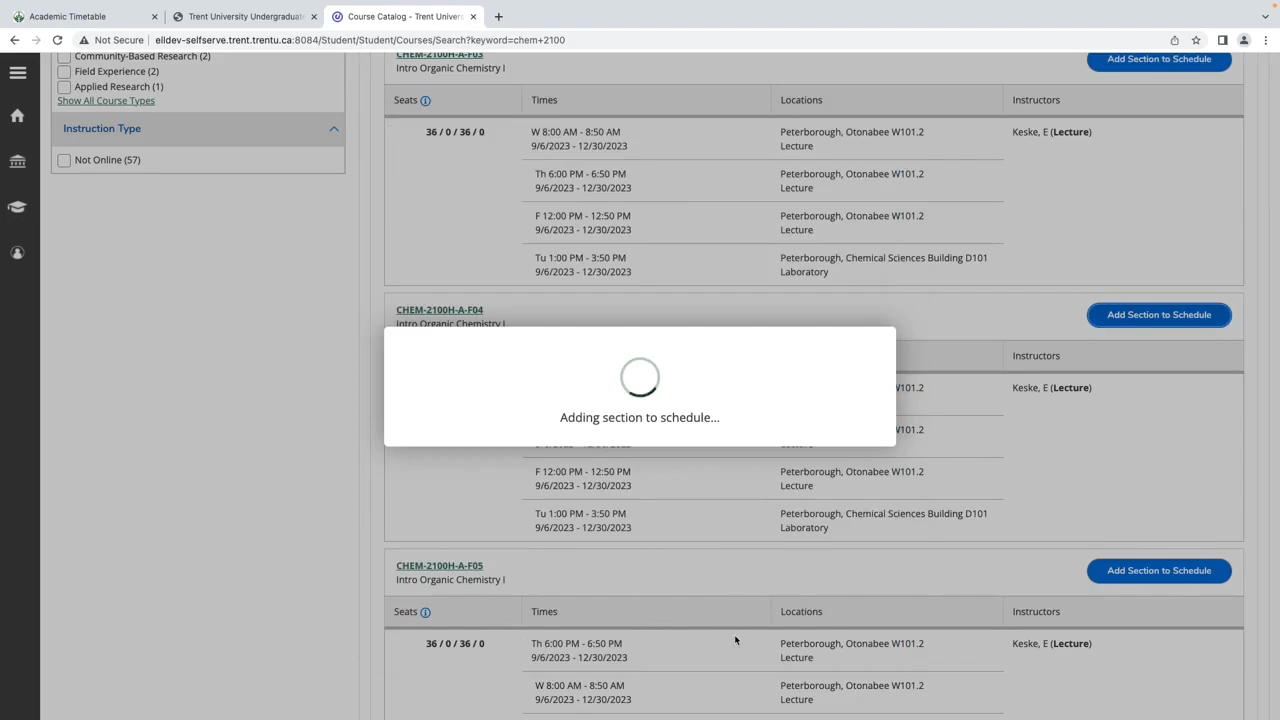 Academic Timetable
Trent University Undergraduate
Course Catalog - Trent Univers
Not Secure
elldev-selfserve.trent.trentu.ca:8084/Student/Student/Courses/Search?keyword=chem+2100
Community-Based Research (2)
Field Experience (2)
Applied Research (1)
Show All Course Types
Instruction Type
Not Online (57)
CHEM-2100H-A-F03
Add Section to Schedule
Intro Organic Chemistry I
Seats Times Locations Instructors
36 / 0 / 36 / 0
W 8:00 AM - 8:50 AM
9/6/2023 - 12/30/2023
Peterborough, Otonabee W101.2
Lecture
Keske, E (Lecture)
Th 6:00 PM - 6:50 PM
9/6/2023 - 12/30/2023
Peterborough, Otonabee W101.2
Lecture
F 12:00 PM - 12:50 PM
9/6/2023 - 12/30/2023
Peterborough, Otonabee W101.2
Lecture
Tu 1:00 PM - 3:50 PM
9/6/2023 - 12/30/2023
Peterborough, Chemical Sciences Building D101
Laboratory
CHEM-2100H-A-F04
Add Section to Schedule
Intro Organic Chemistry I
Instructors
W101.2
Keske, E (Lecture)
Adding section to schedule...
W101.2
F 12:00 PM - 12:50 PM
9/6/2023 - 12/30/2023
Peterborough, Otonabee W101.2
Lecture
Tu 1:00 PM - 3:50 PM
9/6/2023 - 12/30/2023
Peterborough, Chemical Sciences Building D101
Laboratory
CHEM-2100H-A-F05
Add Section to Schedule
Intro Organic Chemistry I
Seats Times Locations Instructors
36 / 0 / 36 / 0
Th 6:00 PM - 6:50 PM
9/6/2023 - 12/30/2023
Peterborough, Otonabee W101.2
Lecture
Keske, E (Lecture)
W 8:00 AM - 8:50 AM
9/6/2023 - 12/30/2023
Peterborough, Otonabee W101.2
Lecture